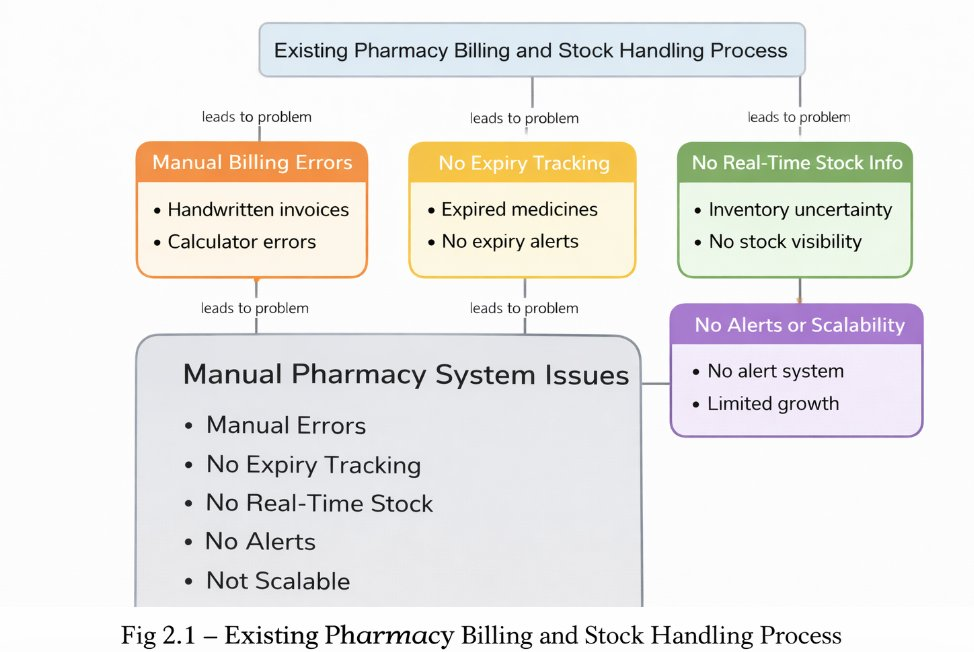 Existing Pharmacy Billing and Stock Handling Process
leads to problem
leads to problem
leads to problem
Manual Billing Errors
• Handwritten invoices
• Calculator errors
No Expiry Tracking
• Expired medicines
• No expiry alerts
No Real-Time Stock Info
• Inventory uncertainty
• No stock visibility
leads to problem
leads to problem
No Alerts or Scalability
• No alert system
• Limited growth
Manual Pharmacy System Issues
• Manual Errors
• No Expiry Tracking
• No Real-Time Stock
• No Alerts
• Not Scalable
Fig 2.1 – Existing Pharmacy Billing and Stock Handling Process